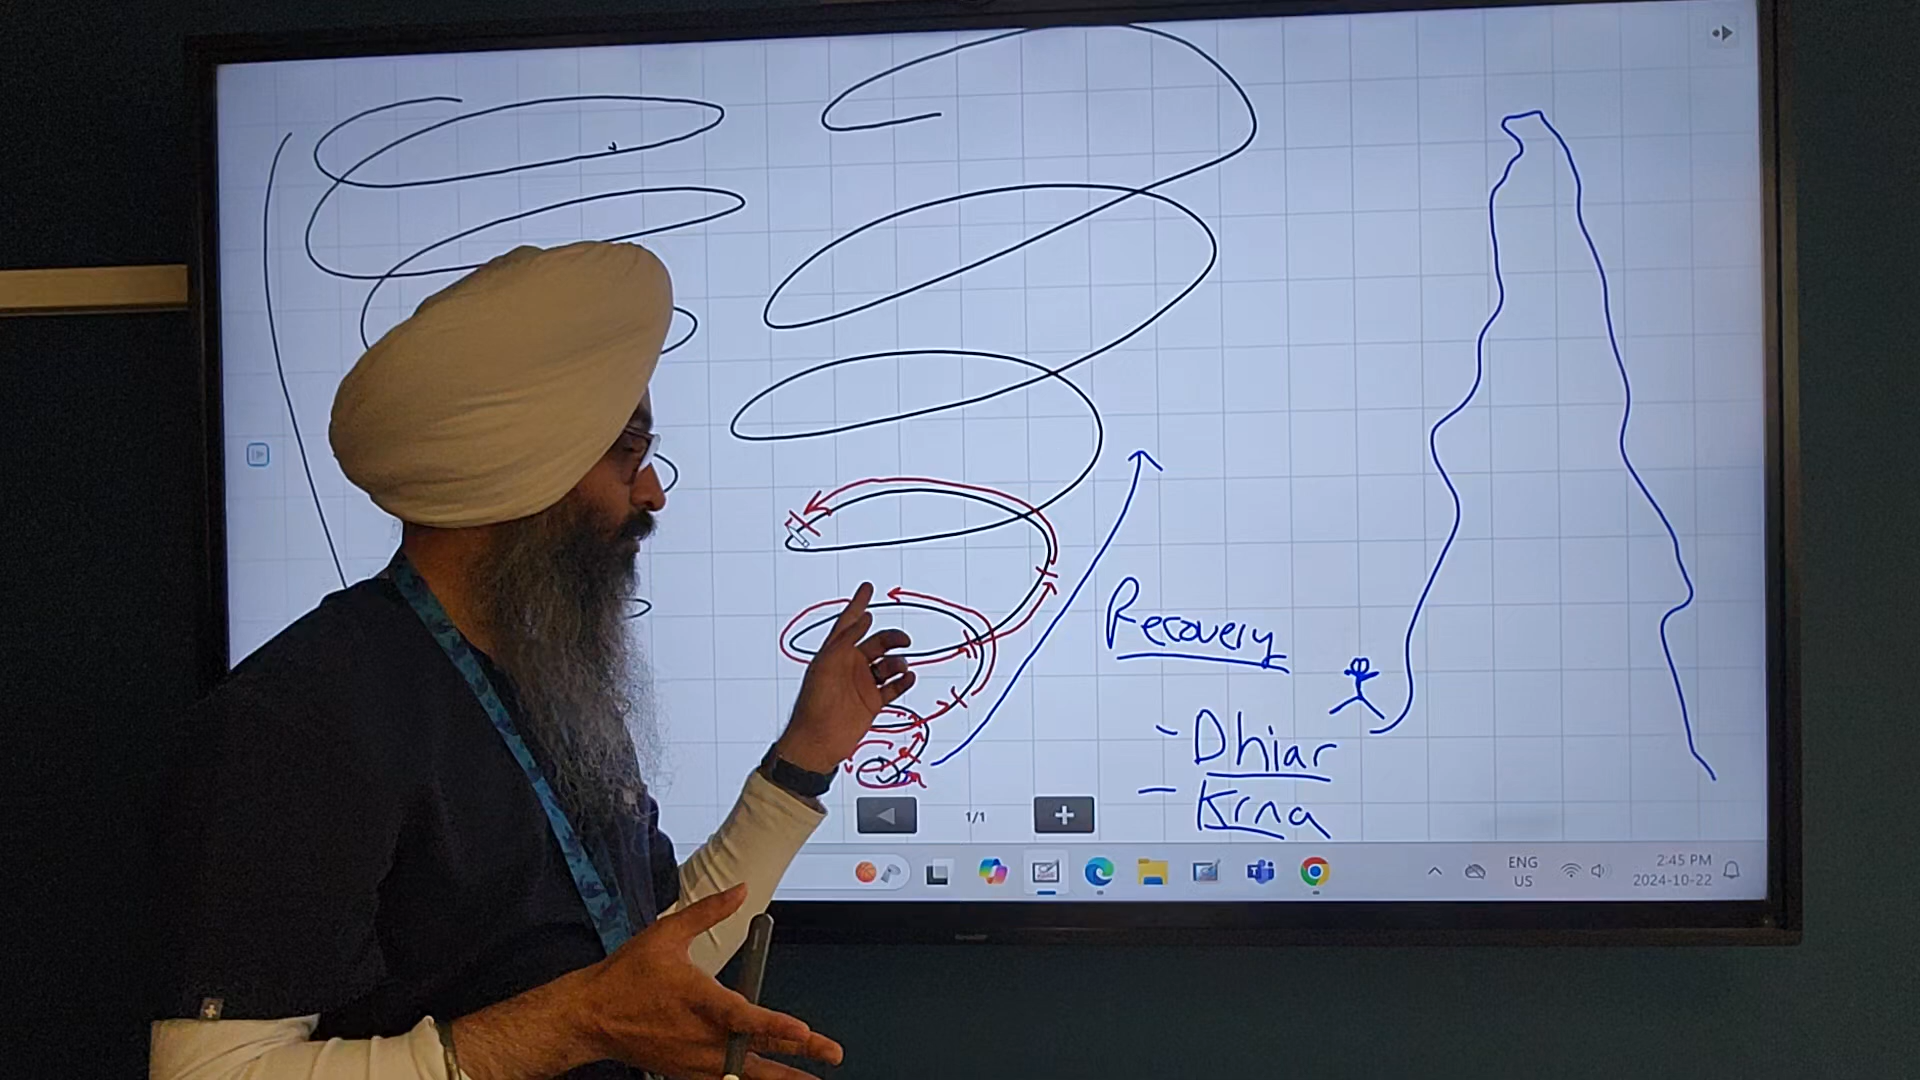 Recovery
- Dhiar
- Krna
1/1
ENG
US
2:45 PM
2024-10-22